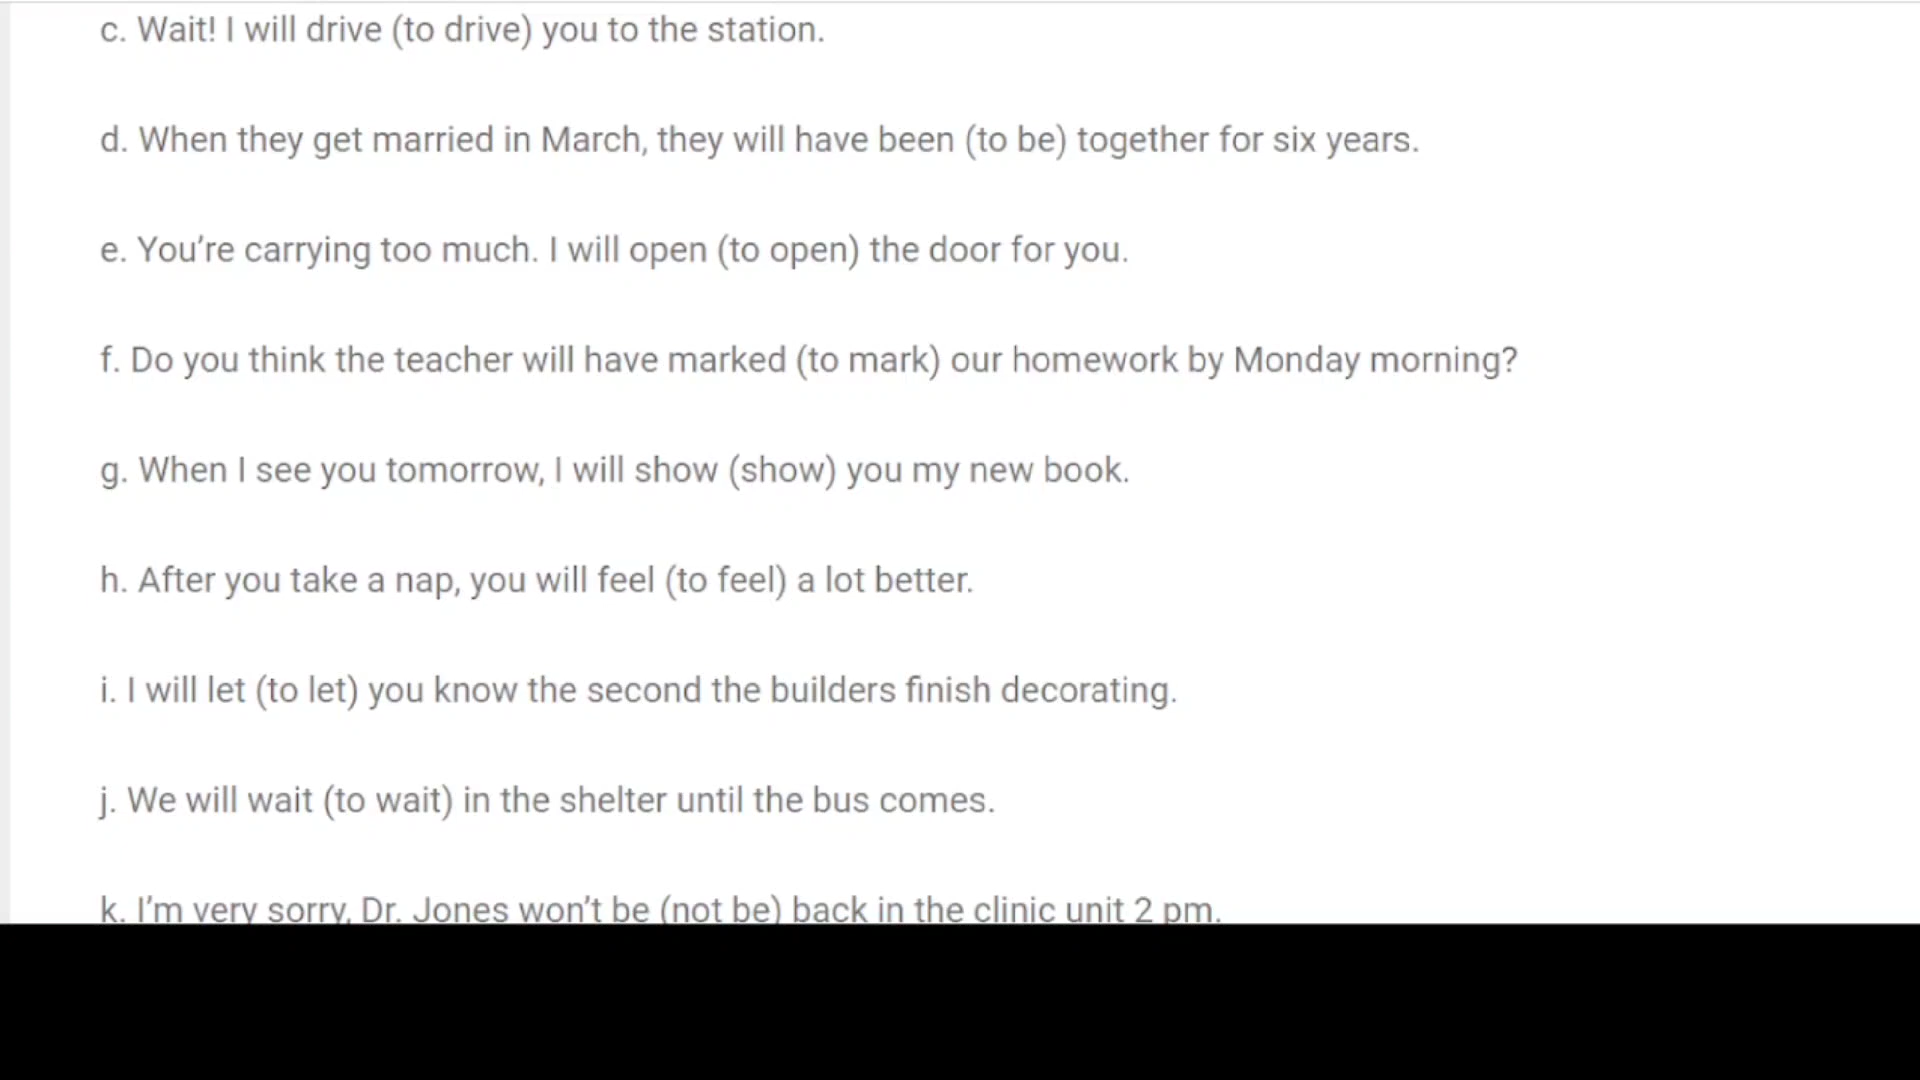 c. Wait! I will drive (to drive) you to the station.
d. When they get married in March, they will have been (to be) together for six years.
e. You’re carrying too much. I will open (to open) the door for you.
f. Do you think the teacher will have marked (to mark) our homework by Monday morning?
g. When I see you tomorrow, I will show (show) you my new book.
h. After you take a nap, you will feel (to feel) a lot better.
i. I will let (to let) you know the second the builders finish decorating.
j. We will wait (to wait) in the shelter until the bus comes.
k. I’m very sorry, Dr. Jones won’t be (not be) back in the clinic unit 2 pm.